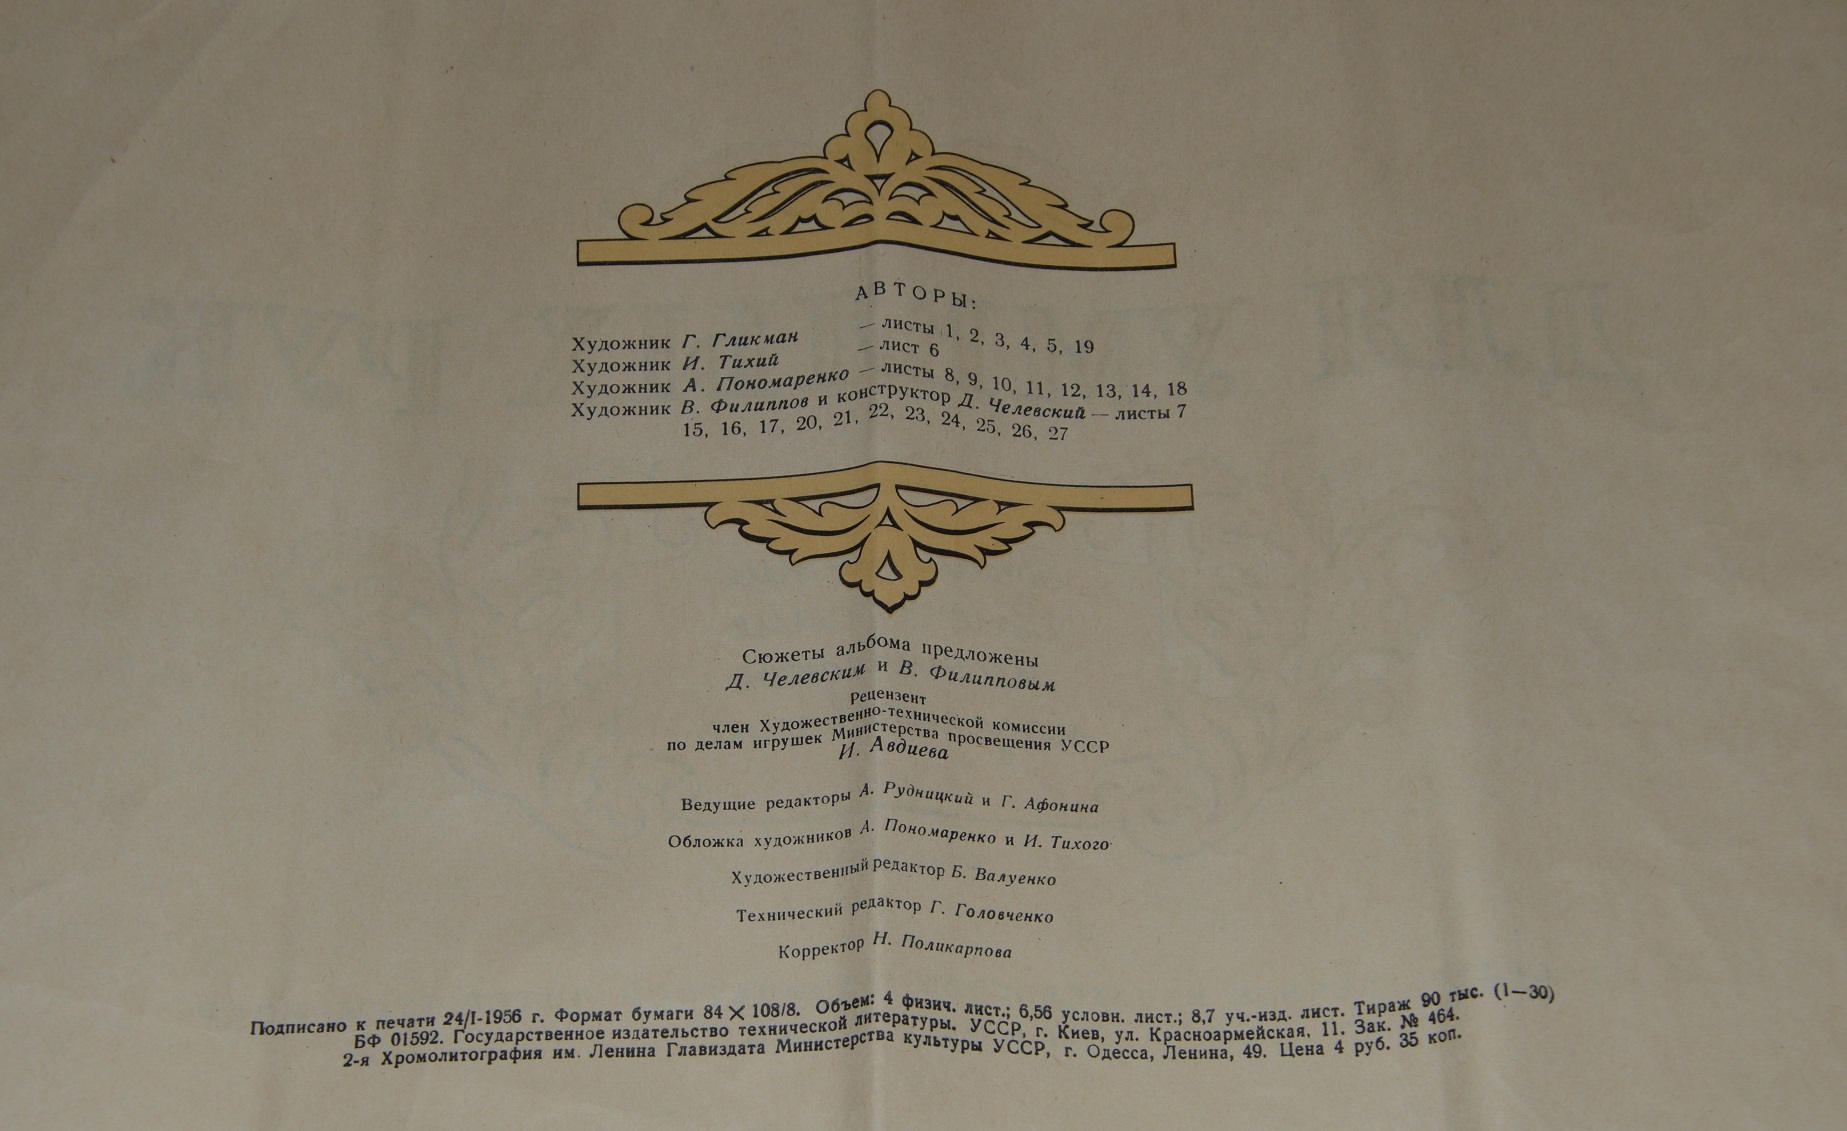 АВТОРЫ:
Художник Г. Гликман — листы 1, 2, 3, 4, 5, 19
Художник И. Тихий — лист 6
Художник А. Пономаренко — листы 8, 9, 10, 11, 12, 13, 14, 18
Художник В. Филиппов и конструктор Д. Челевский — листы 7
15, 16, 17, 20, 21, 22, 23, 24, 25, 26, 27
Сюжеты альбома предложены
Д. Челевским и В. Филипповым
рецензент
член Художественно-технической комиссии
по делам игрушек Министерства просвещения УССР
И. Авдиева
Ведущие редакторы А. Рудницкий и Г. Афонина
Обложка художников А. Пономаренко и И. Тихого
Художественный редактор Б. Валуенко
Технический редактор Г. Головченко
Корректор Н. Поликарпова
Подписано к печати 24/I-1956 г. Формат бумаги 84 × 108/8. Объем: 4 физич. лист.; 6,56 условн. лист.; 8,7 уч.-изд. лист. Тираж 90 тыс. (1—30)
БФ 01592. Государственное издательство технической литературы. УССР, г. Киев, ул. Красноармейская, 11. Зак. № 464.
2-я Хромолитография им. Ленина Главиздата Министерства культуры УССР, г. Одесса, Ленина, 49. Цена 4 руб. 35 коп.